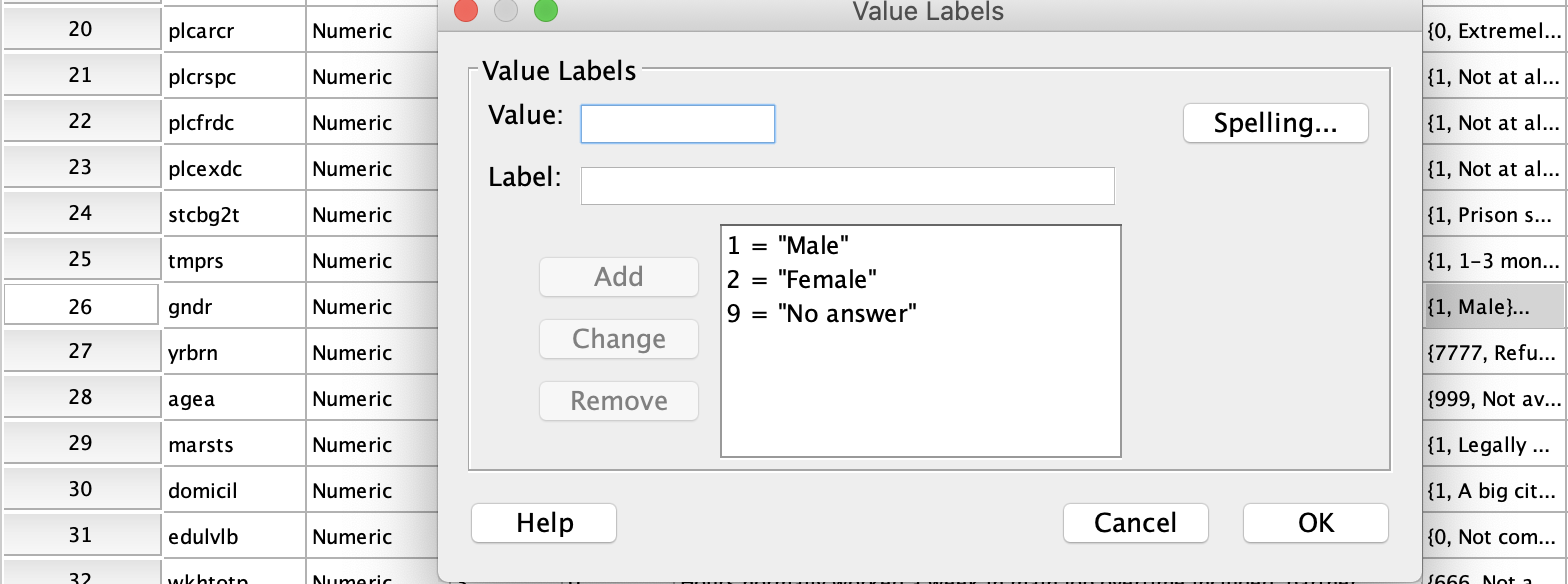 Value Labels
20 plcarcr Numeric {0, Extremel...
Value Labels
21 plcrspc Numeric {1, Not at al...
Value: Spelling...
22 plcfrdc Numeric {1, Not at al...
23 plcexdc Numeric {1, Not at al...
Label:
24 stcbg2t Numeric {1, Prison s...
1 = "Male"
25 tmprs Numeric {1, 1-3 mon...
Add 2 = "Female"
26 gndr Numeric {1, Male}...
9 = "No answer"
Change
27 yrbrn Numeric {7777, Refu...
28 agea Numeric {999, Not av...
Remove
29 marsts Numeric {1, Legally ...
30 domicil Numeric {1, A big cit...
Help Cancel OK
31 edulvlb Numeric {0, Not com...
32 wkhtotp Numeric {666, Not a